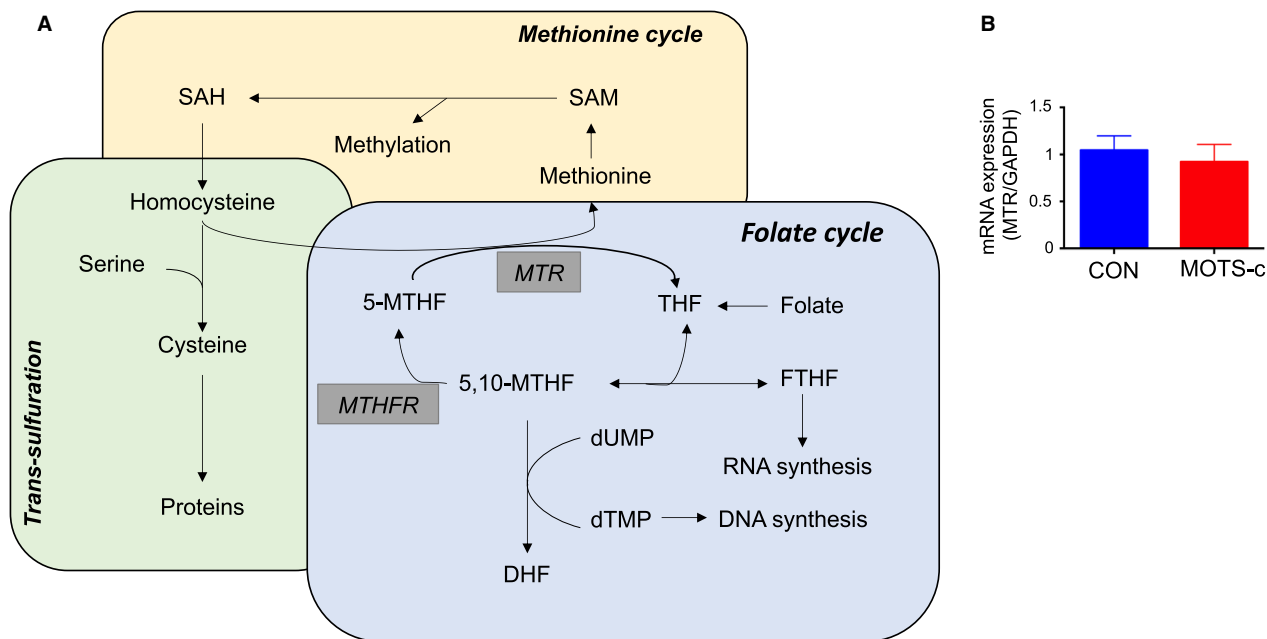 A
Methionine cycle
SAH
SAM
Methylation
Methionine
Homocysteine
Serine
Cysteine
Proteins
Trans-sulfuration
Folate cycle
MTR
5-MTHF
THF
Folate
5,10-MTHF
FTHF
MTHFR
dUMP
RNA synthesis
dTMP
DNA synthesis
DHF
B
mRNA expression
(MTR/GAPDH)
1.5
1
0.5
0
CON
MOTS-c